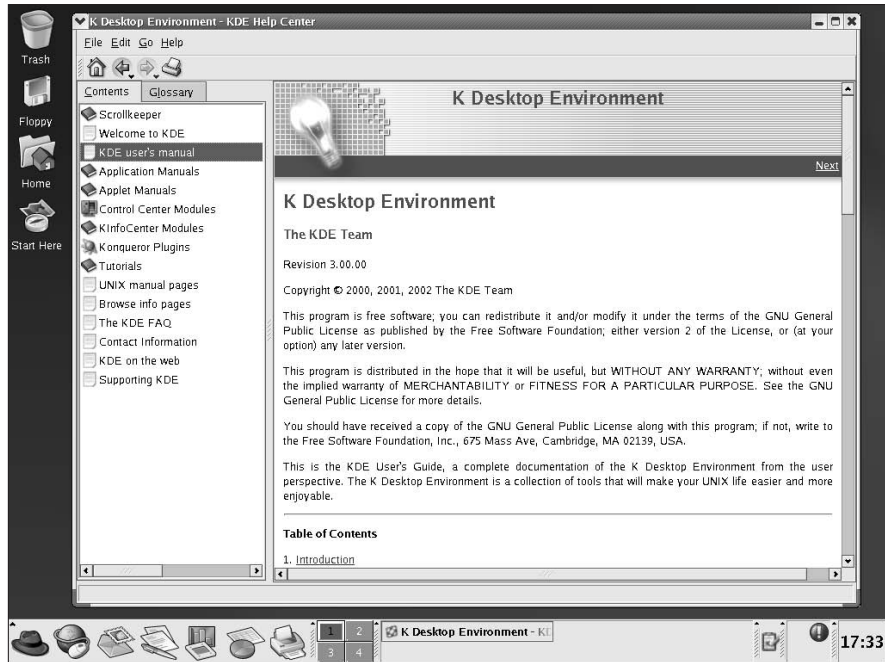 K Desktop Environment - KDE Help Center
File Edit Go Help
Trash
Floppy
Home
Start Here
Contents Glossary
Scrollkeeper
Welcome to KDE
KDE user's manual
Application Manuals
Applet Manuals
Control Center Modules
KInfoCenter Modules
Konqueror Plugins
Tutorials
UNIX manual pages
Browse info pages
The KDE FAQ
Contact Information
KDE on the web
Supporting KDE
K Desktop Environment
Next
K Desktop Environment
The KDE Team
Revision 3.00.00
Copyright © 2000, 2001, 2002 The KDE Team
This program is free software; you can redistribute it and/or modify it under the terms of the GNU General
Public License as published by the Free Software Foundation; either version 2 of the License, or (at your
option) any later version.
This program is distributed in the hope that it will be useful, but WITHOUT ANY WARRANTY; without even
the implied warranty of MERCHANTABILITY or FITNESS FOR A PARTICULAR PURPOSE. See the GNU
General Public License for more details.
You should have received a copy of the GNU General Public License along with this program; if not, write to
the Free Software Foundation, Inc., 675 Mass Ave, Cambridge, MA 02139, USA.
This is the KDE User's Guide, a complete documentation of the K Desktop Environment from the user
perspective. The K Desktop Environment is a collection of tools that will make your UNIX life easier and more
enjoyable.
Table of Contents
1. Introduction
1 2
3 4
K Desktop Environment - KD
17:33